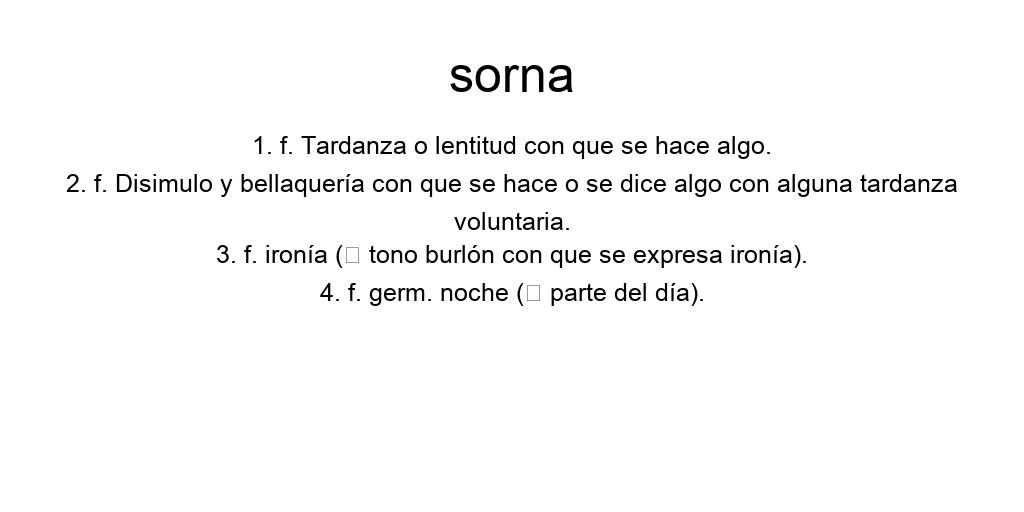 sorna
1. f. Tardanza o lentitud con que se hace algo.
2. f. Disimulo y bellaquería con que se hace o se dice algo con alguna tardanza
voluntaria.
3. f. ironía (□ tono burlón con que se expresa ironía).
4. f. germ. noche (□ parte del día).